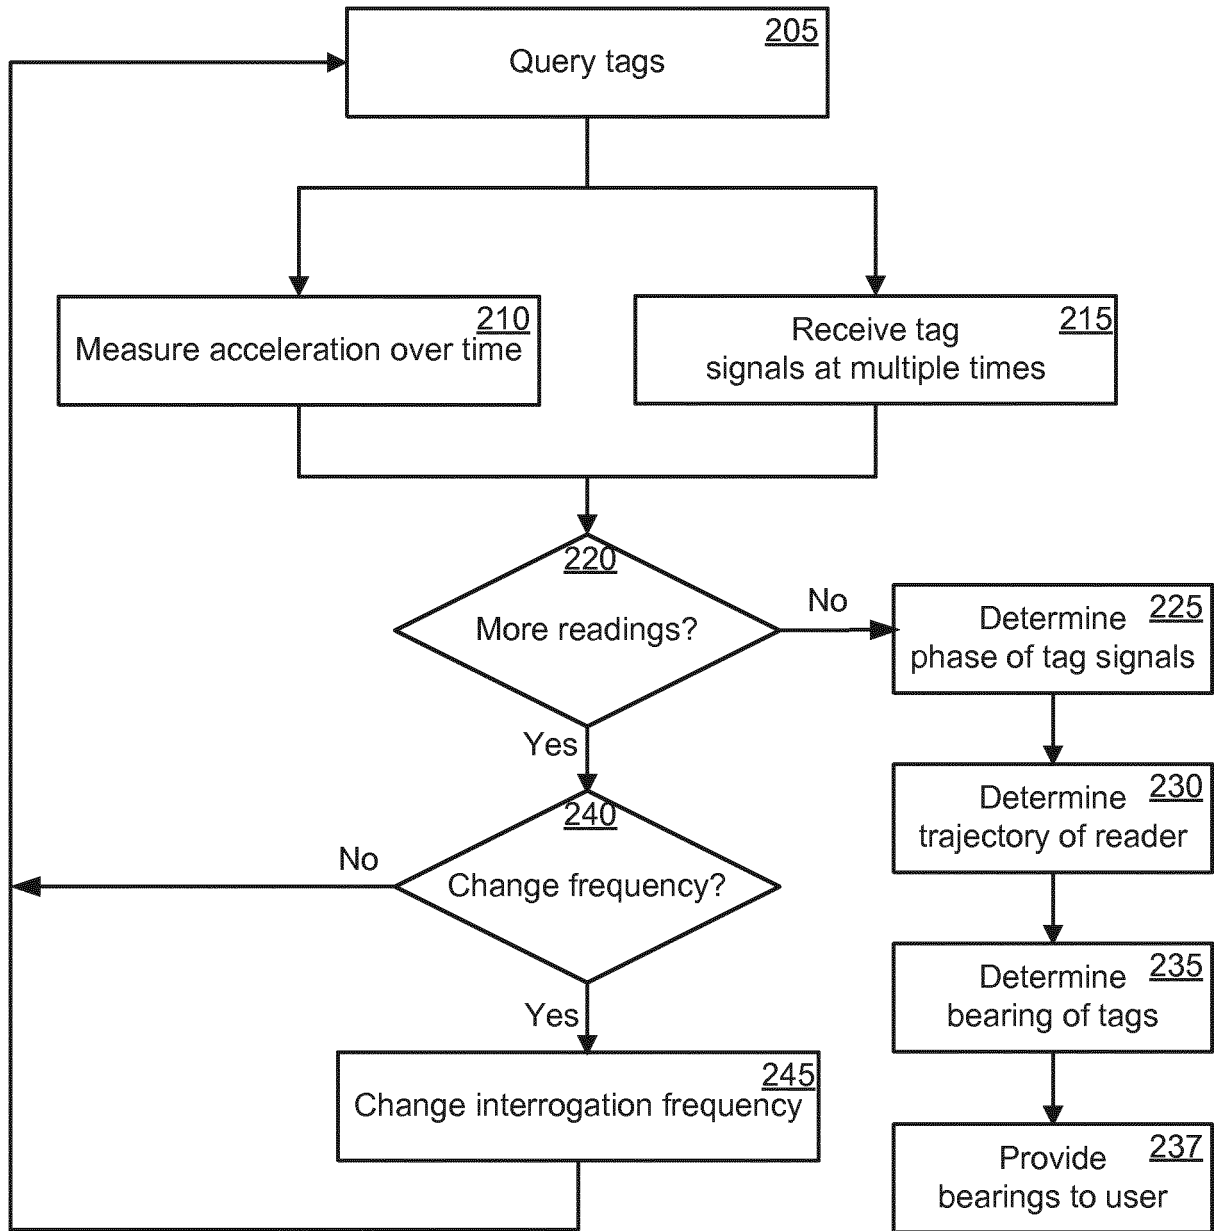 205
Query tags
210
Measure acceleration over time
215
Receive tag
signals at multiple times
220
More readings?
No
Yes
225
Determine
phase of tag signals
230
Determine
trajectory of reader
235
Determine
bearing of tags
237
Provide
bearings to user
240
Change frequency?
No
Yes
245
Change interrogation frequency